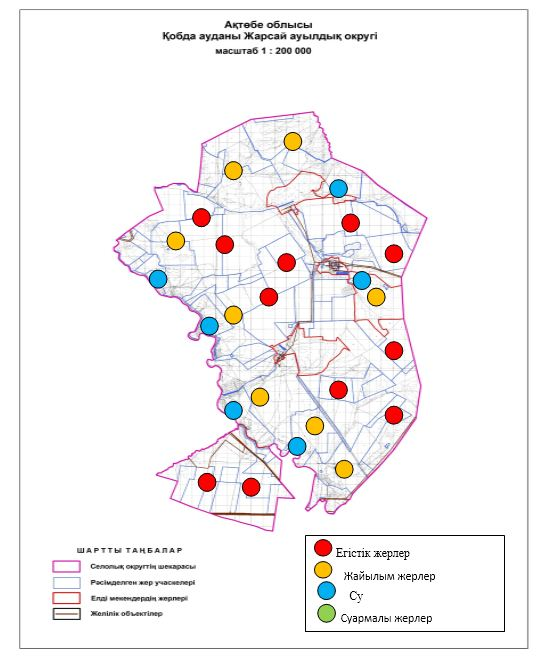 Ақтөбе облысы
Қобда ауданы Жарсай ауылдық округі
масштаб 1 : 200 000
ШАРТТЫ ТАҢБАЛАР
Селолық округтің шекарасы
Рәсімделген жер учаскелері
Елді мекендердің жерлері
Желілік объектілер
Егістік жерлер
Жайылым жерлер
Су
Суармалы жерлер